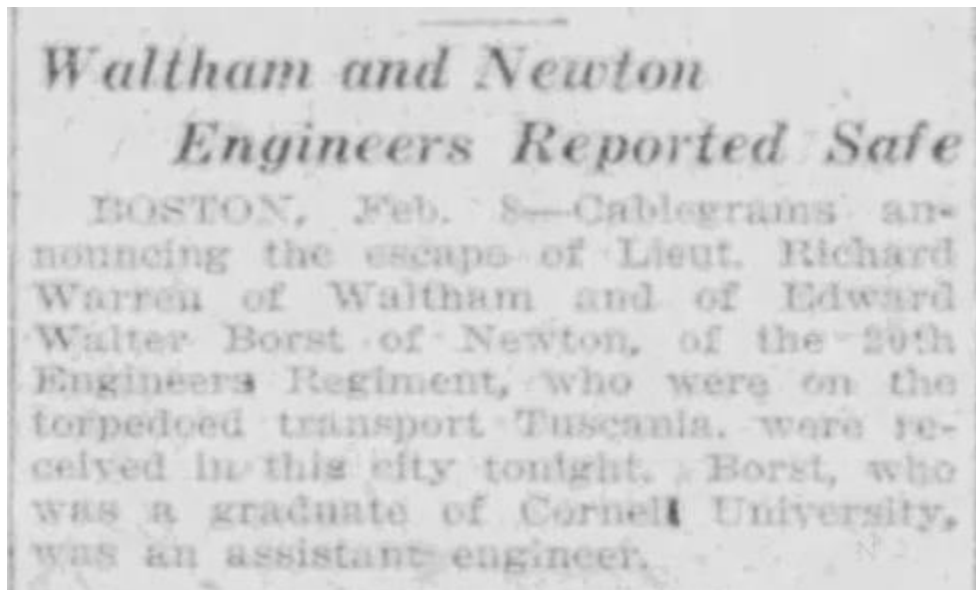 Waltham and Newton
Engineers Reported Safe
BOSTON, Feb. 8—Cablegrams an-
nouncing the escape of Lieut. Richard
Warren of Waltham and of Edward
Walter Borst of Newton, of the 20th
Engineers Regiment, who were on the
torpedoed transport Tuscania, were re-
ceived in this city tonight. Borst, who
was a graduate of Cornell University,
was an assistant engineer.